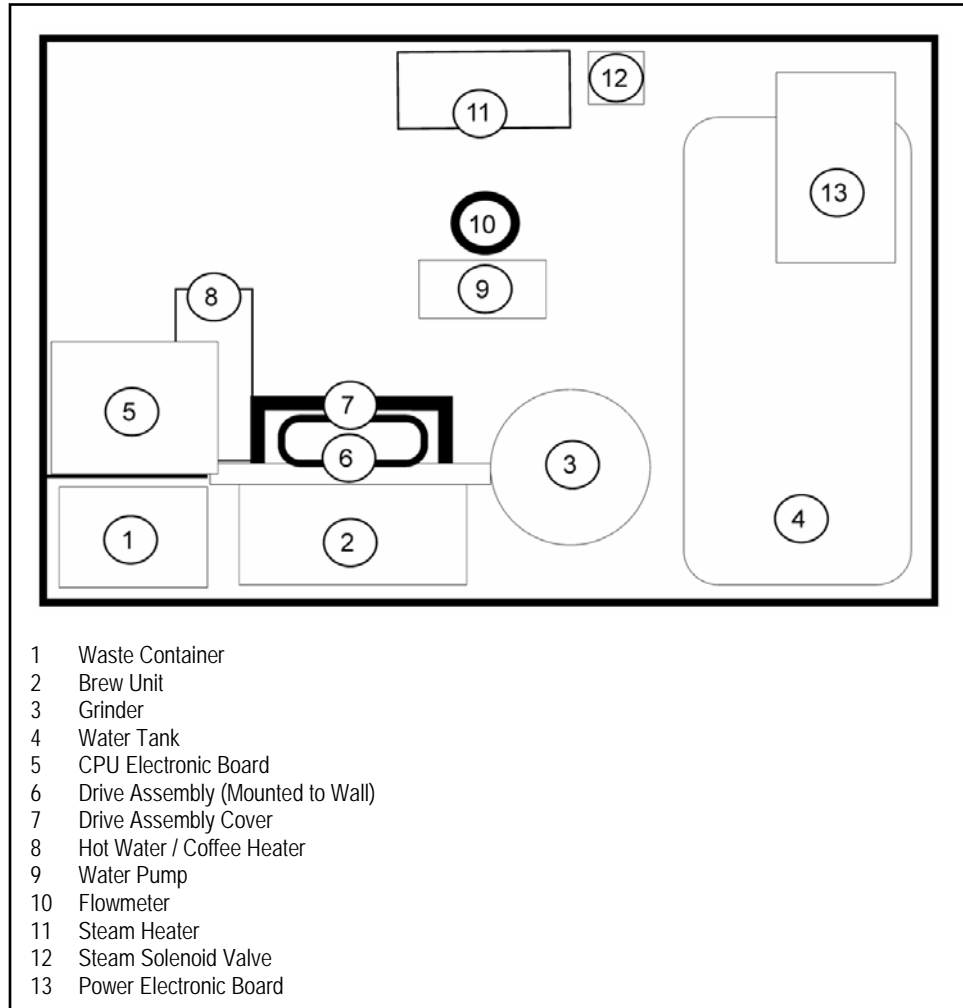 11
12
13
10
9
8
5
7
6
3
4
1
2
1 Waste Container
2 Brew Unit
3 Grinder
4 Water Tank
5 CPU Electronic Board
6 Drive Assembly (Mounted to Wall)
7 Drive Assembly Cover
8 Hot Water / Coffee Heater
9 Water Pump
10 Flowmeter
11 Steam Heater
12 Steam Solenoid Valve
13 Power Electronic Board